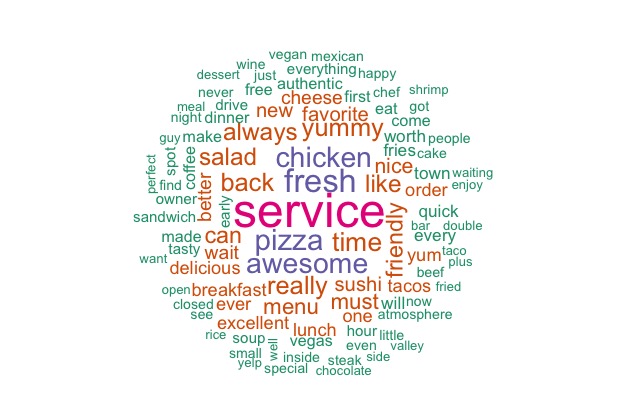 vegan mexican
wine everything
dessert just happy
never free authentic shrimp
cheese first chef
meal drive new favorite eat got
night dinner come
guy make always yummy worth people
perfect spot coffee salad chicken nice fries cake
find better back fresh like town waiting
owner order enjoy
sandwich early service friendly quick
made can pizza time bar double
tasty wait every
want delicious awesome yum taco
plus
open breakfast really sushi tacos beef fried
closed ever menu must will now
see excellent one atmosphere
rice soup lunch hour little
small well vegas even valley
yelp inside steak side
special chocolate